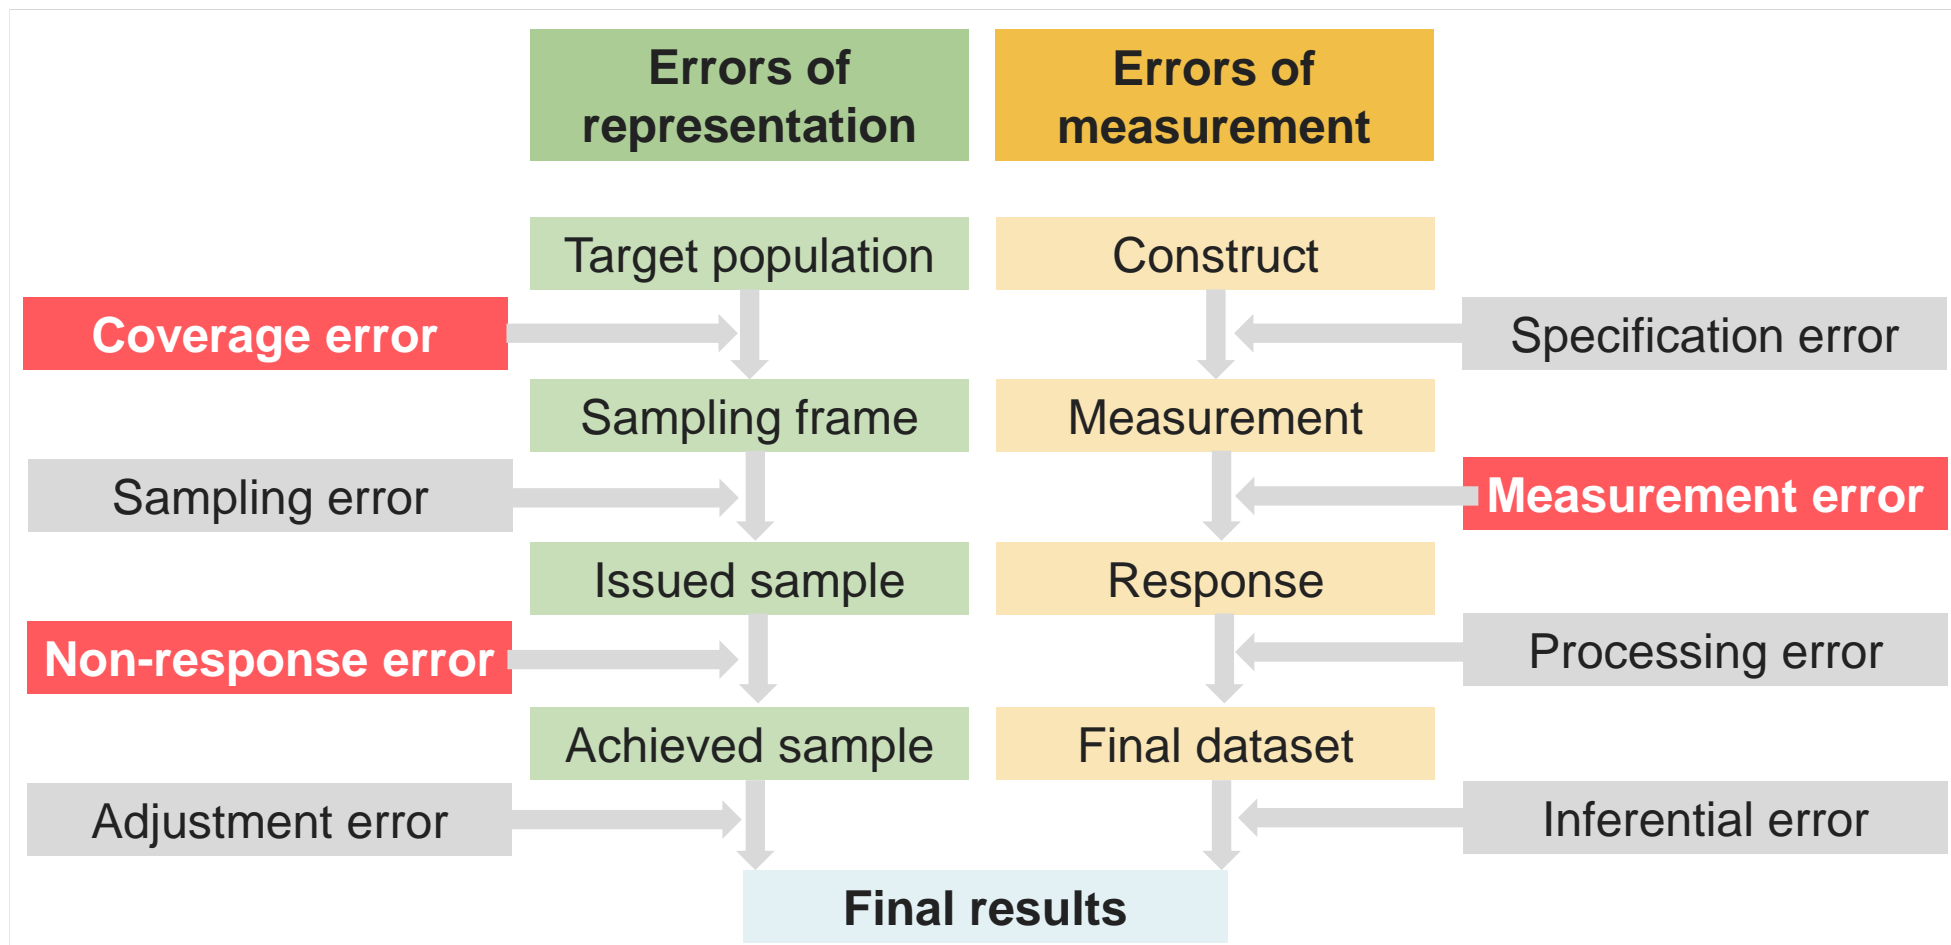 Errors of
representation
Errors of
measurement
Target population
Construct
Coverage error
Specification error
Sampling frame
Measurement
Sampling error
Measurement error
Issued sample
Response
Non-response error
Processing error
Achieved sample
Final dataset
Adjustment error
Inferential error
Final results